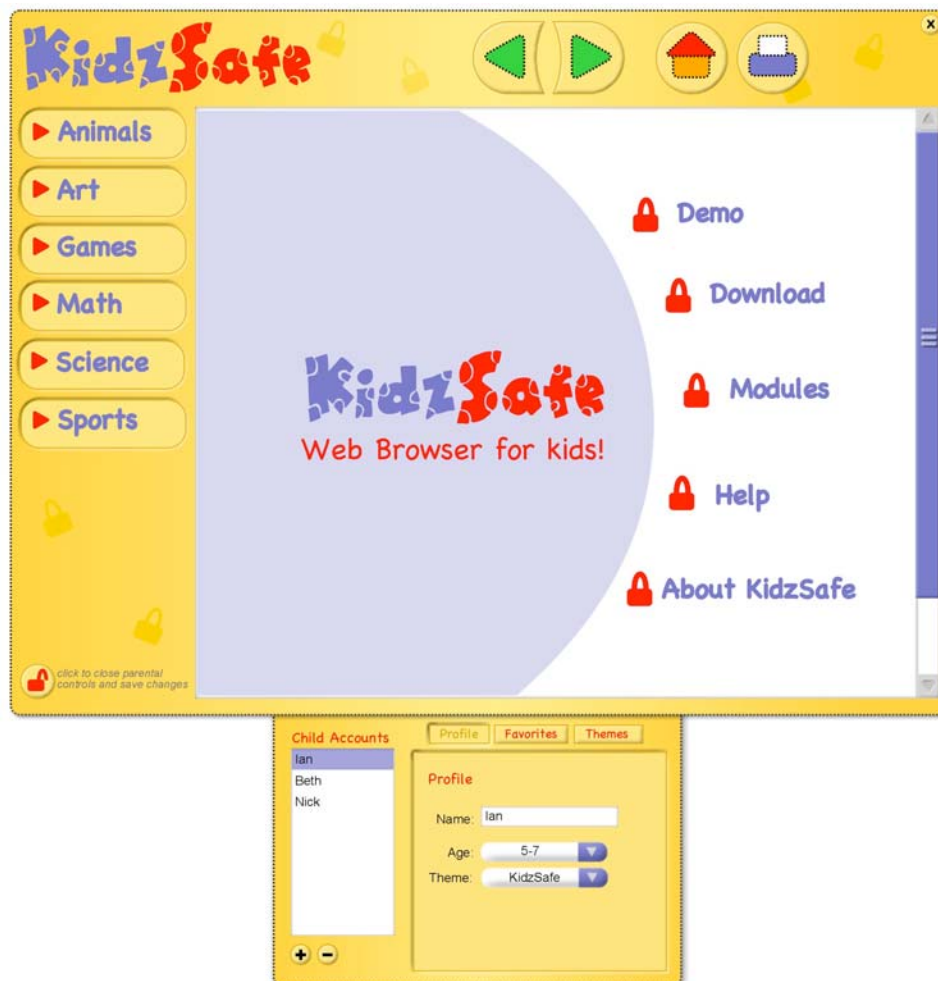 KidzSafe
x
Animals
Art
Games
Math
Science
Sports
Demo
Download
Modules
Help
About KidzSafe
KidzSafe
Web Browser for kids!
click to close parental
controls and save changes
Child Accounts
Ian
Beth
Nick
Profile
Favorites
Themes
Profile
Name: Ian
Age: 5-7
Theme: KidzSafe